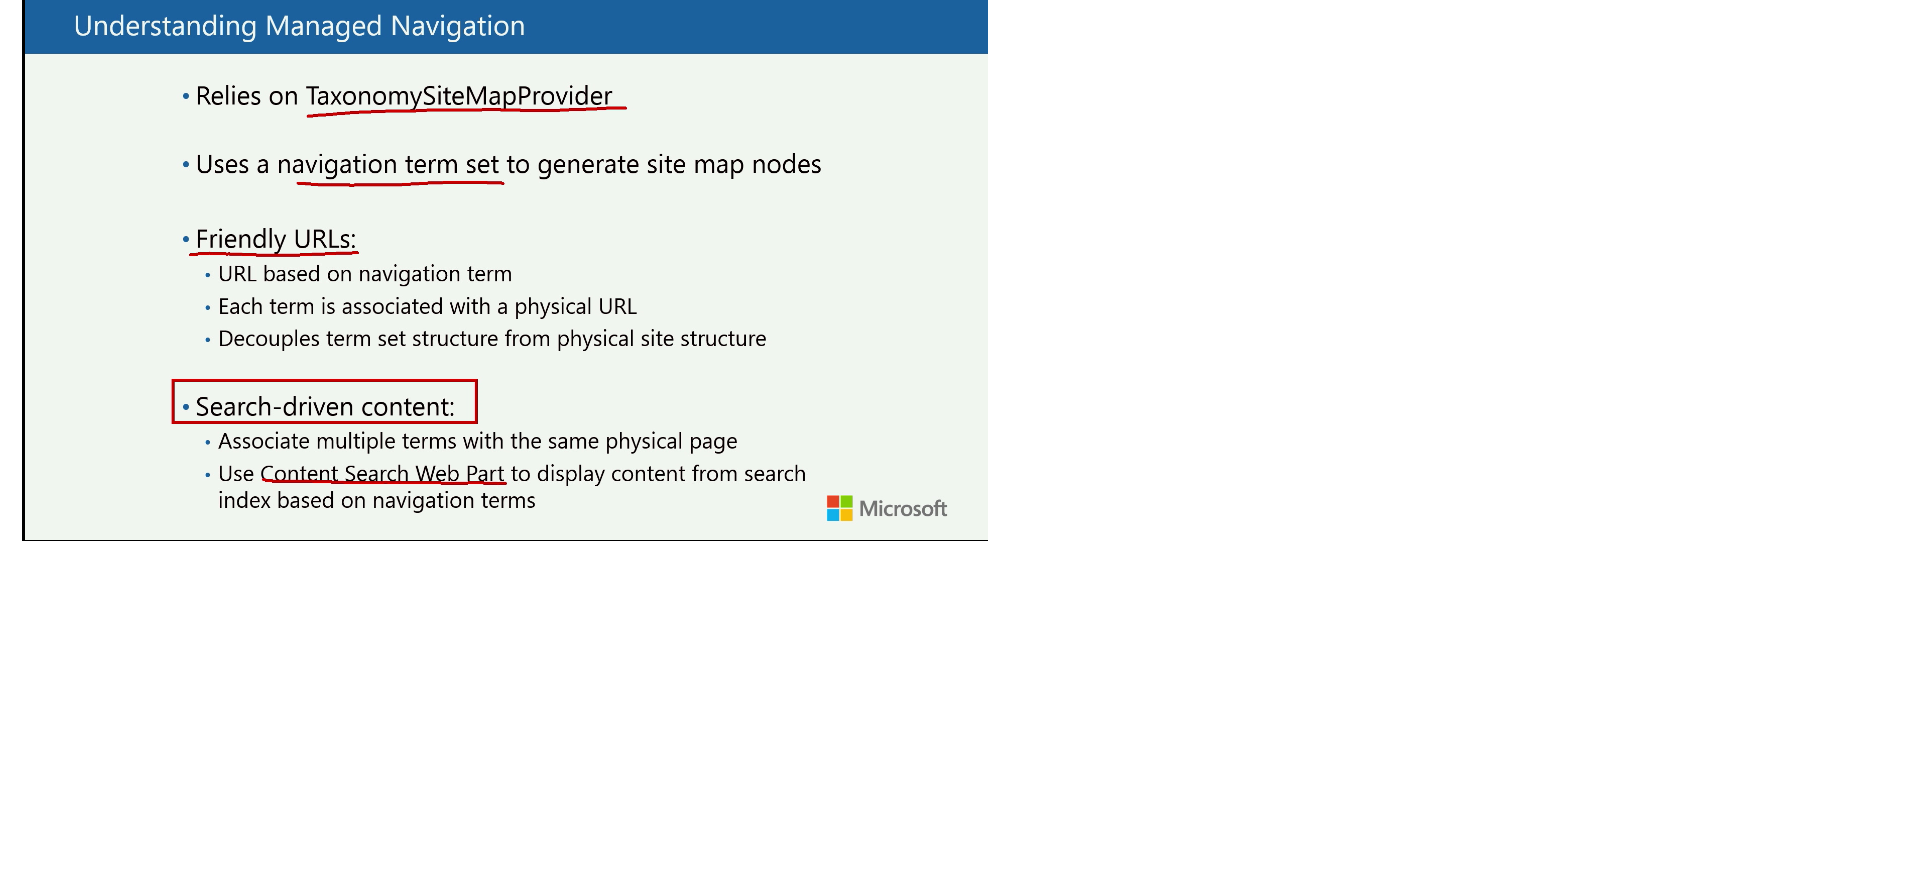 Understanding Managed Navigation
• Relies on TaxonomySiteMapProvider
• Uses a navigation term set to generate site map nodes
• Friendly URLs:
• URL based on navigation term
• Each term is associated with a physical URL
• Decouples term set structure from physical site structure
• Search-driven content:
• Associate multiple terms with the same physical page
• Use Content Search Web Part to display content from search
index based on navigation terms
Microsoft